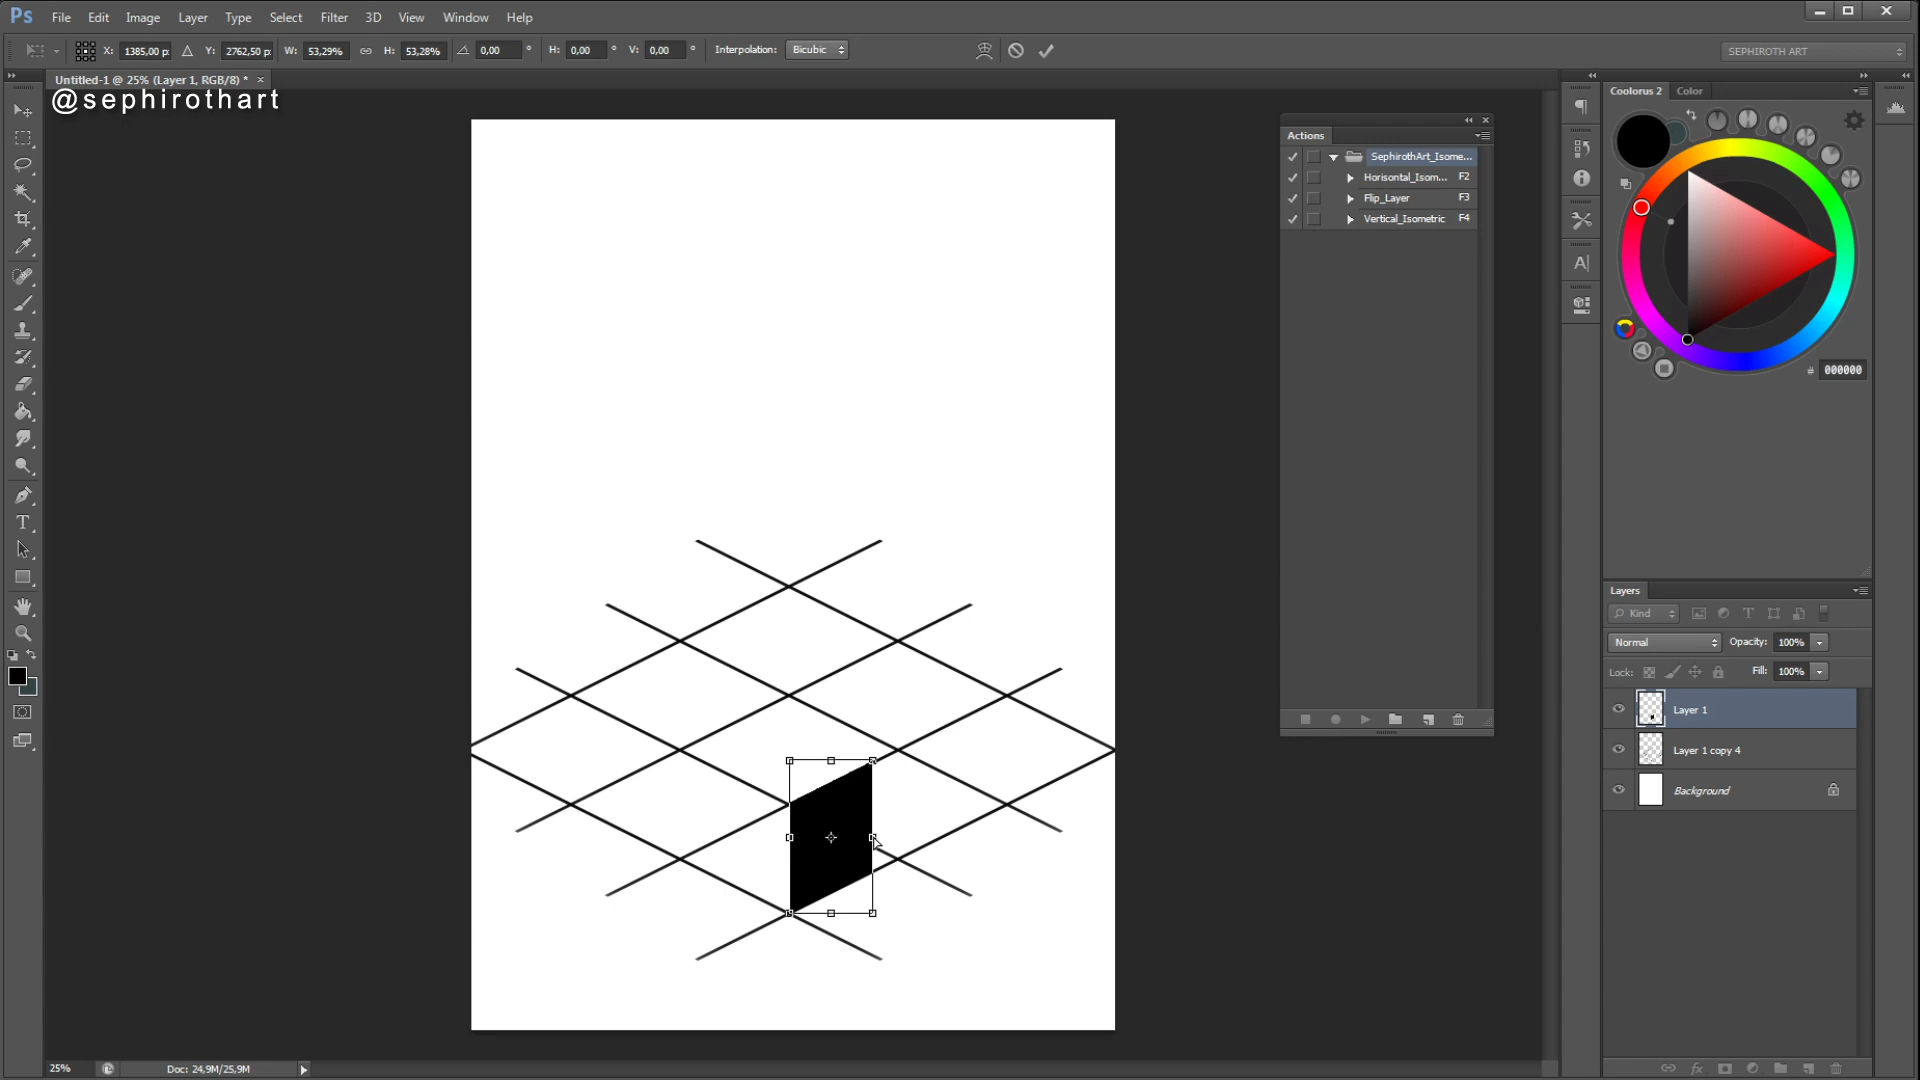 Ps File Edit Image Layer Type Select Filter 3D View Window Help
X: 1385,00 p Y: 2762,50 p W: 53,29% H: 53,28% 0,00 ° H: 0,00 ° V: 0,00 ° Interpolation: Bicubic SEPHIROTH ART
Untitled-1 @ 25% (Layer 1, RGB/8) * ×
@sephirothart
Coolorus 2 Color
Actions
SephirothArt_Isome...
Horisontal_Isom... F2
Flip_Layer F3
Vertical_Isometric F4
# 000000
Layers
Kind
Normal Opacity: 100%
Lock: Fill: 100%
Layer 1
Layer 1 copy 4
Background
25% Doc: 24,9M/25,9M